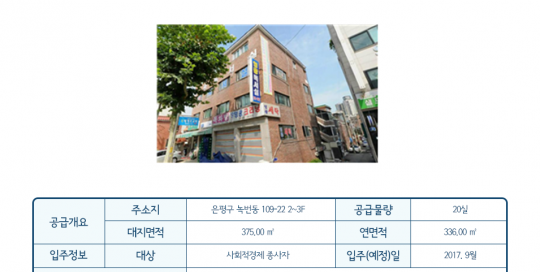 공급개요 주소지 은평구 녹번동 109-22 2~3F 공급물량 20실
대지면적 375,00 ㎡ 연면적 336,00 ㎡
입주정보 대상 사회적경제 종사자 입주(예정)일 2017, 9월